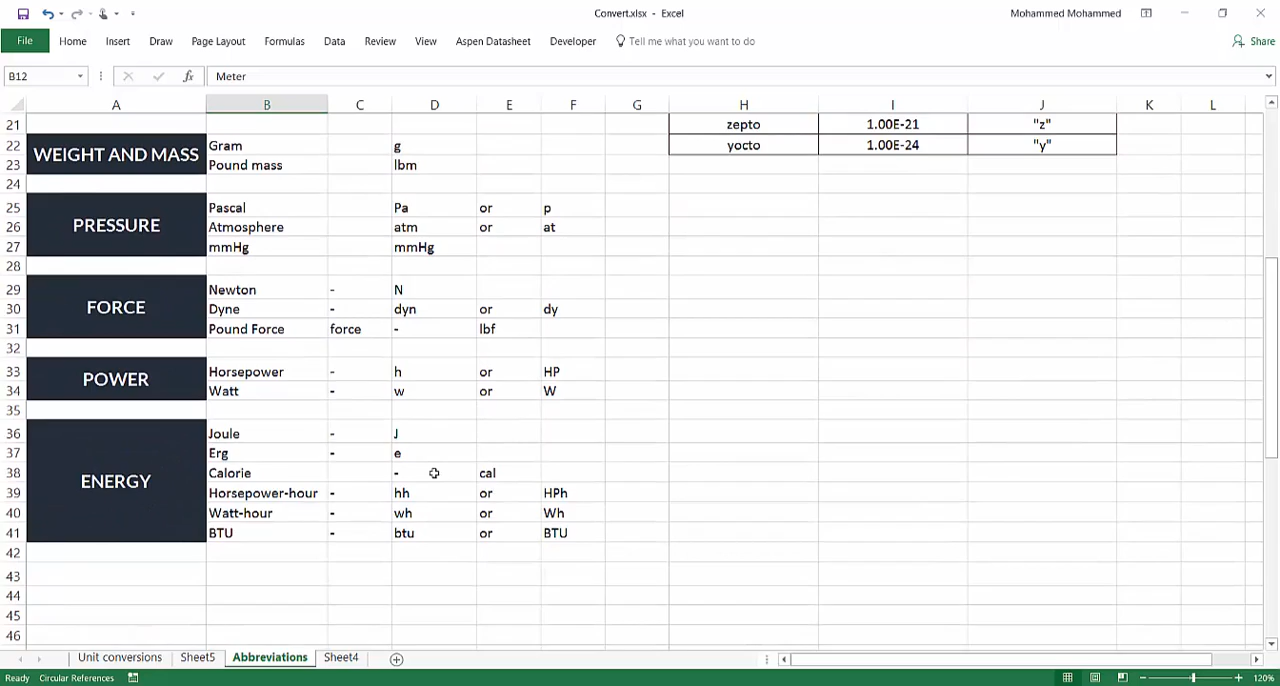 Convert.xlsx - Excel
Mohammed Mohammed
File Home Insert Draw Page Layout Formulas Data Review View Aspen Datasheet Developer Tell me what you want to do Share
B12 fx Meter
A B C D E F G H I J K L
21 zepto 1.00E-21 "z"
22 WEIGHT AND MASS Gram g yocto 1.00E-24 "y"
23 Pound mass lbm
24
25 PRESSURE Pascal Pa or p
26 Atmosphere atm or at
27 mmHg mmHg
28
29 FORCE Newton - N
30 Dyne - dyn or dy
31 Pound Force force - lbf
32
33 POWER Horsepower - h or HP
34 Watt - w or W
35
36 ENERGY Joule - J
37 Erg - e
38 Calorie - cal
39 Horsepower-hour - hh or HPh
40 Watt-hour - wh or Wh
41 BTU - btu or BTU
42
43
44
45
46
Unit conversions Sheet5 Abbreviations Sheet4
Ready Circular References 120%